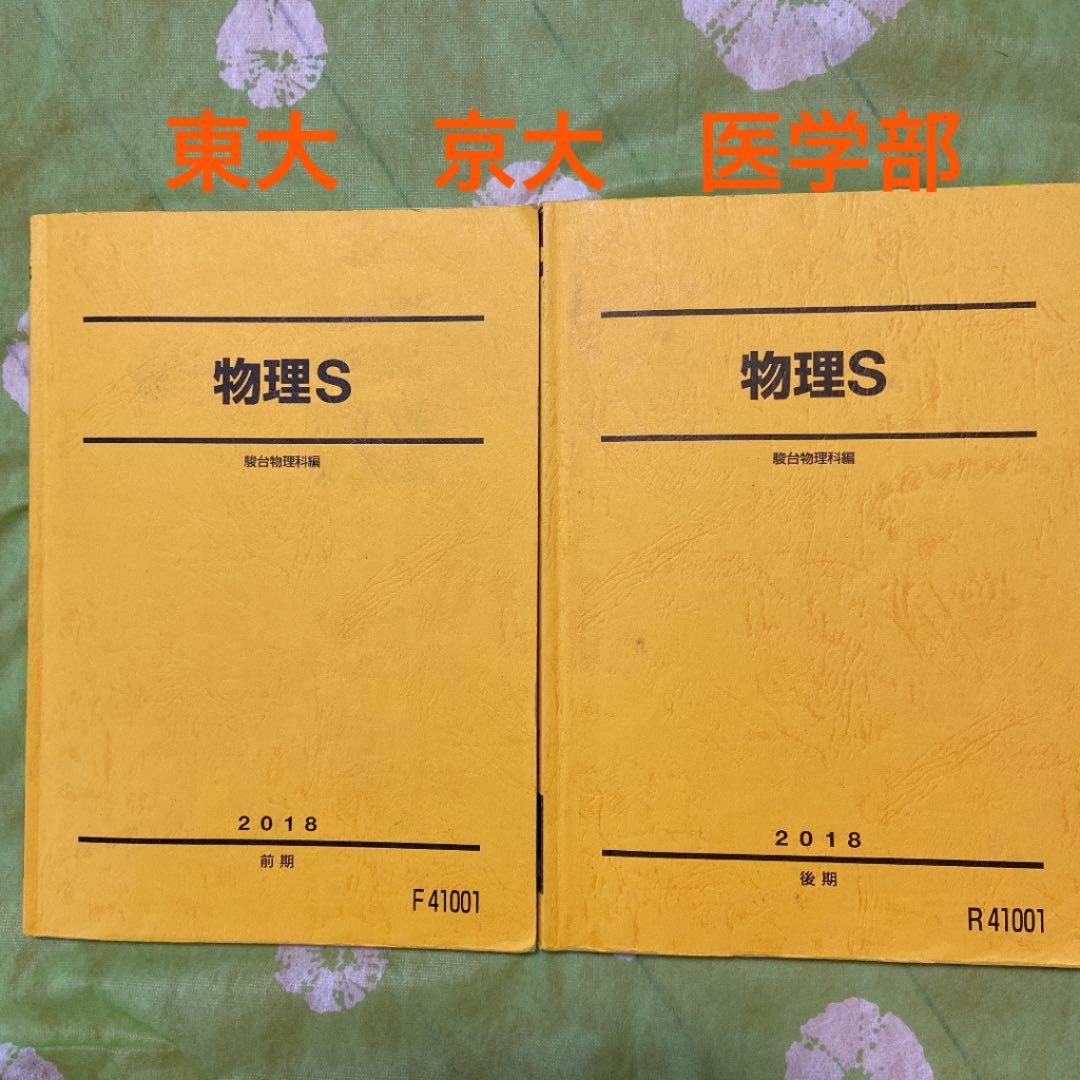 東大 京大 医学部
物理S
駿台物理科編
2018
前期
F41001
物理S
駿台物理科編
2018
後期
R41001